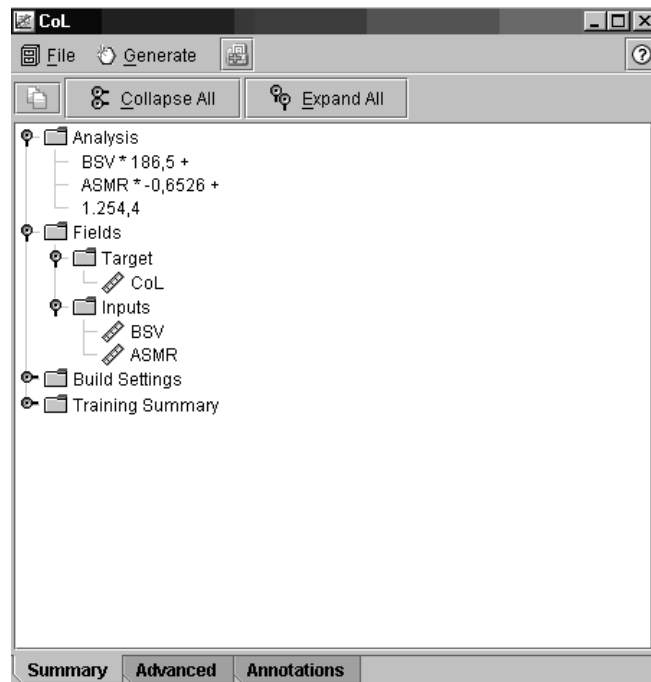 CoL
File Generate
?
Collapse All Expand All
Analysis
BSV * 186,5 +
ASMR * -0,6526 +
1.254,4
Fields
Target
CoL
Inputs
BSV
ASMR
Build Settings
Training Summary
Summary Advanced Annotations